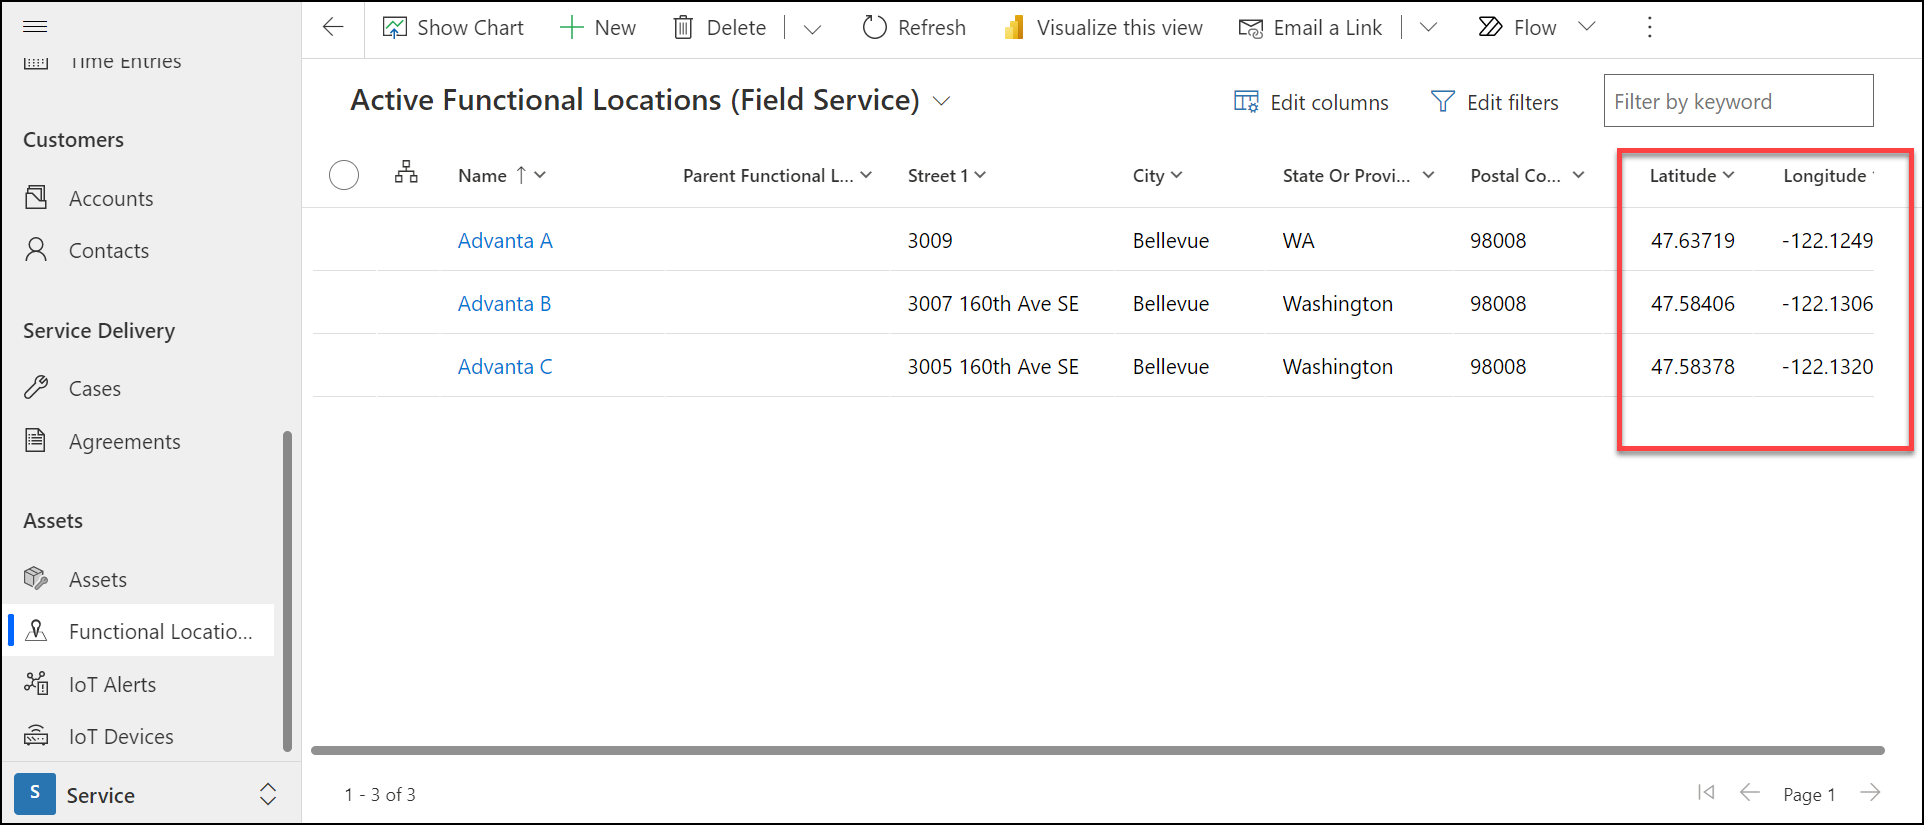 Show Chart New Delete Refresh Visualize this view Email a Link Flow
Time Entries
Customers
Accounts
Contacts
Service Delivery
Cases
Agreements
Assets
Assets
Functional Locatio...
IoT Alerts
IoT Devices
S Service
Active Functional Locations (Field Service) Edit columns Edit filters Filter by keyword
Name Parent Functional L... Street 1 City State Or Provi... Postal Co... Latitude Longitude
Advanta A 3009 Bellevue WA 98008 47.63719 -122.1249
Advanta B 3007 160th Ave SE Bellevue Washington 98008 47.58406 -122.1306
Advanta C 3005 160th Ave SE Bellevue Washington 98008 47.58378 -122.1320
1 - 3 of 3 Page 1